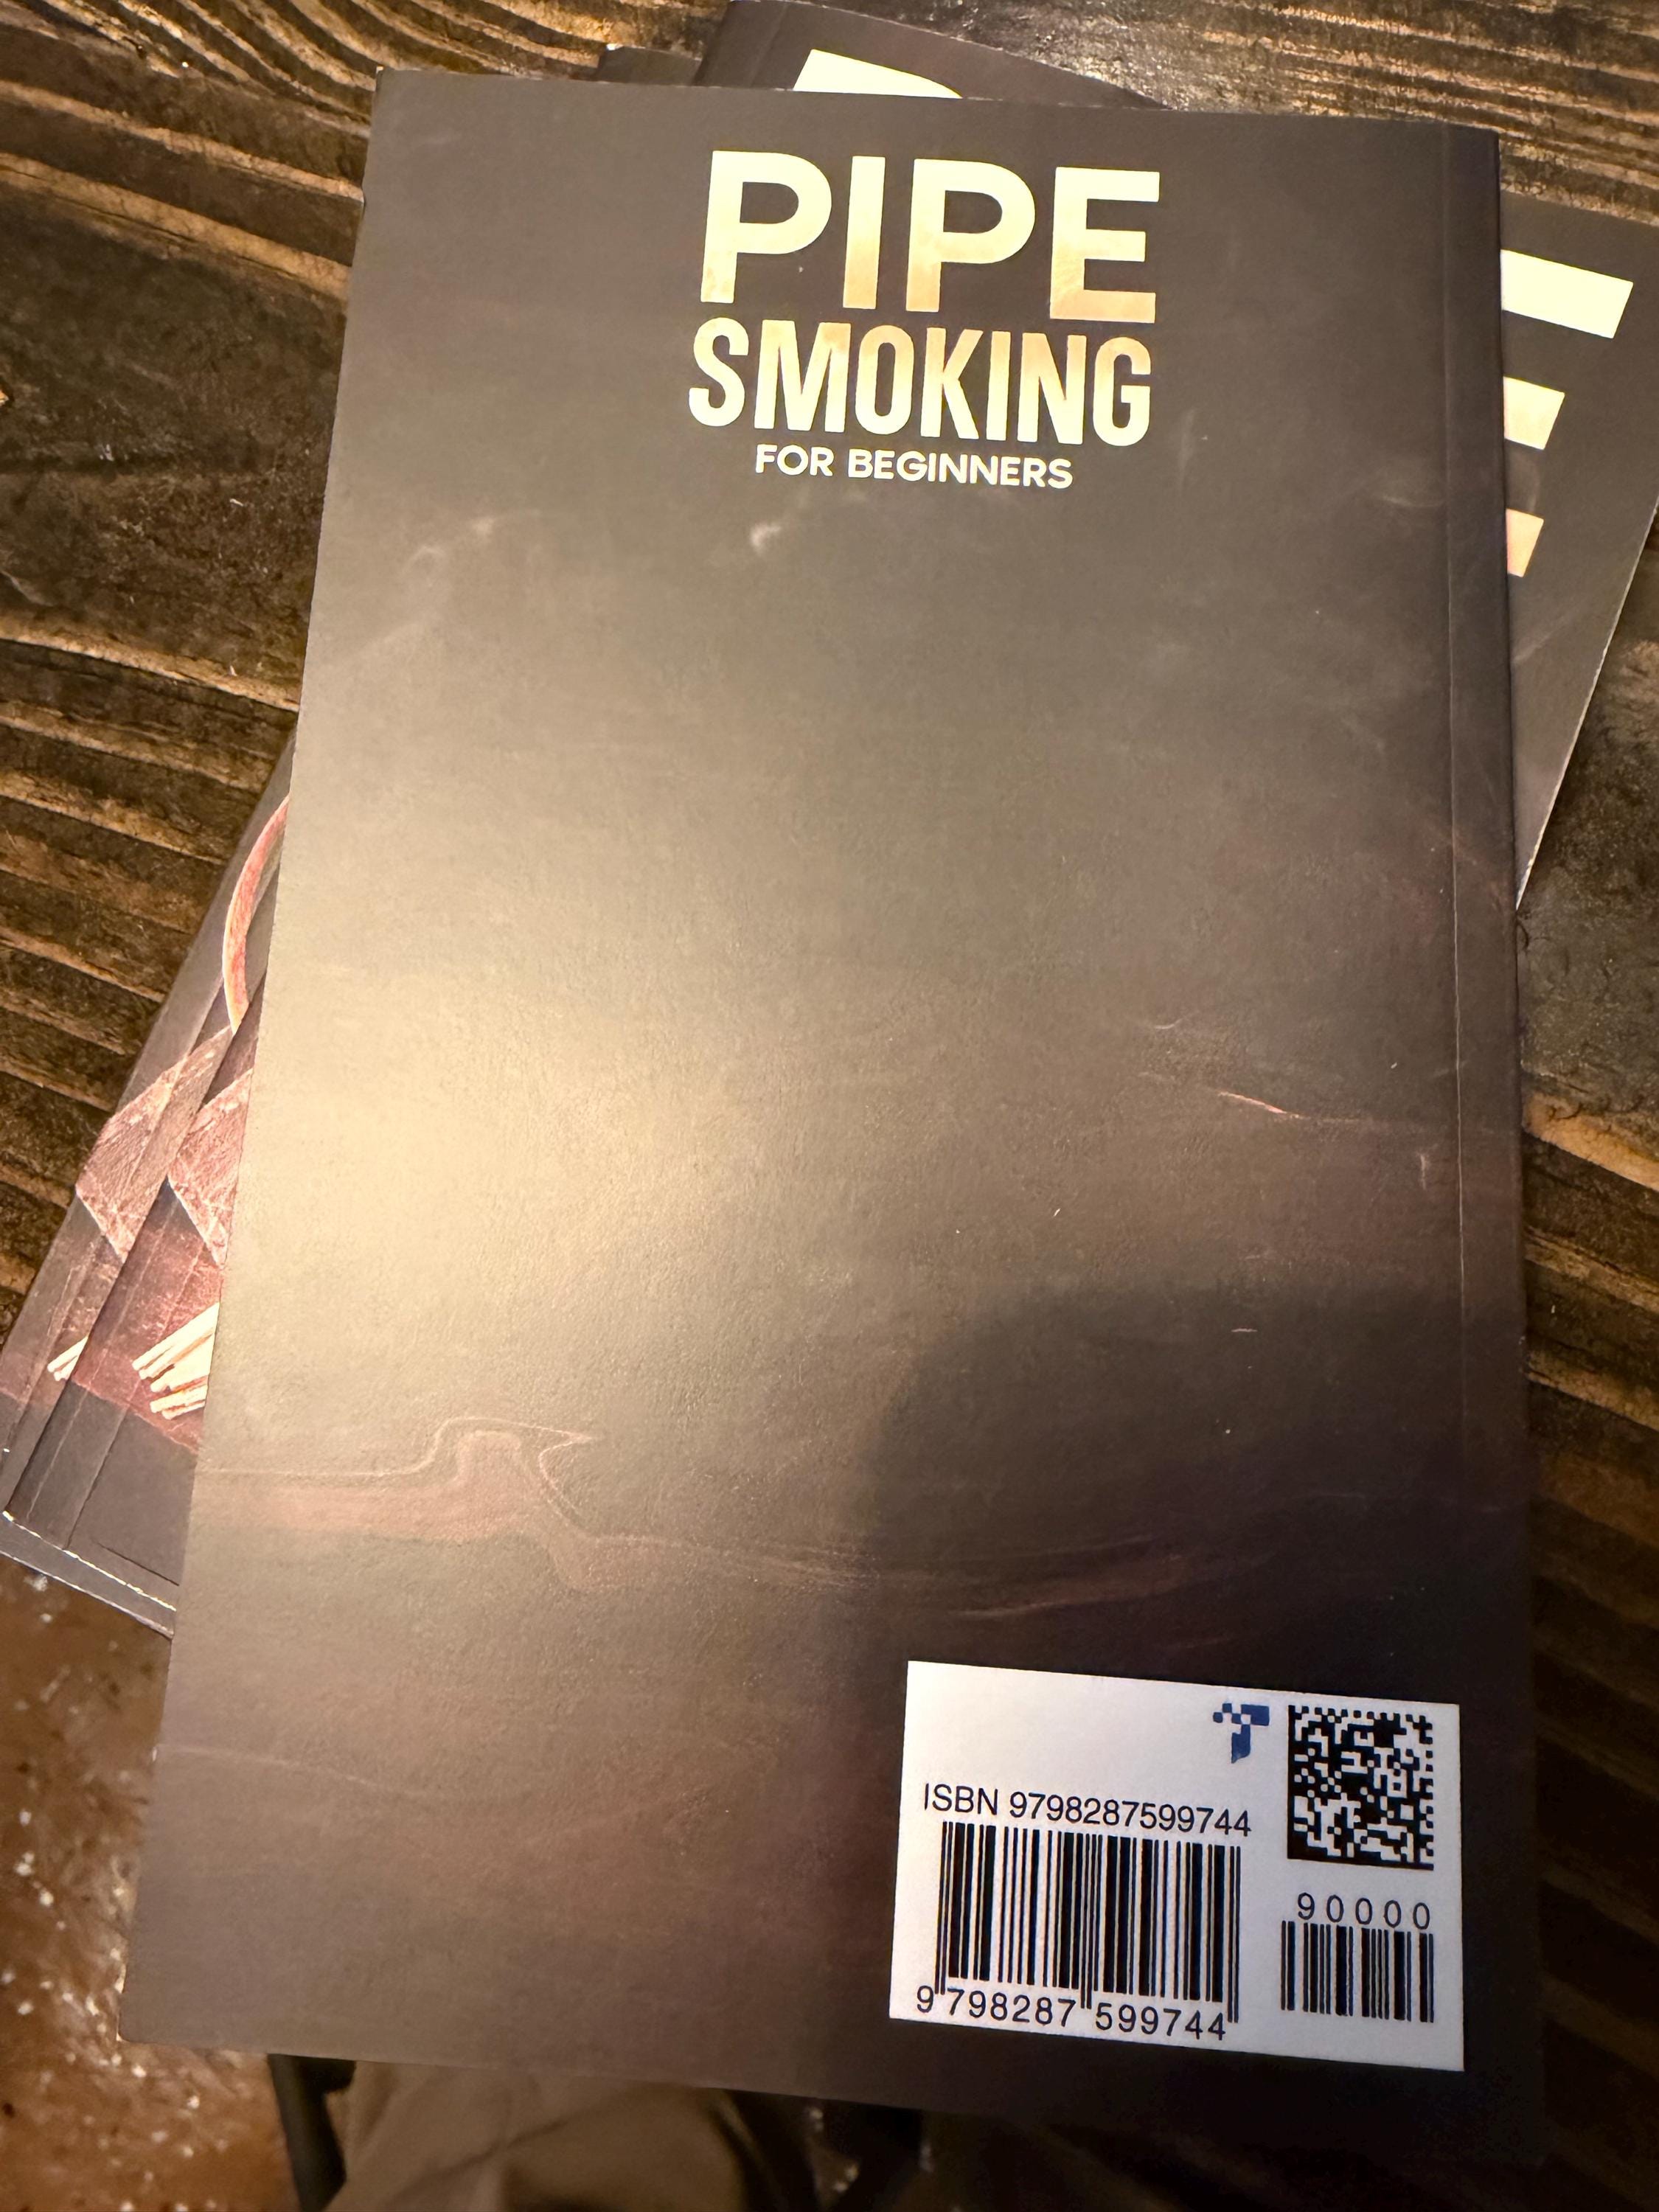 PIPE
SMOKING
FOR BEGINNERS
ISBN 9798287599744
90000
9 798287 599744